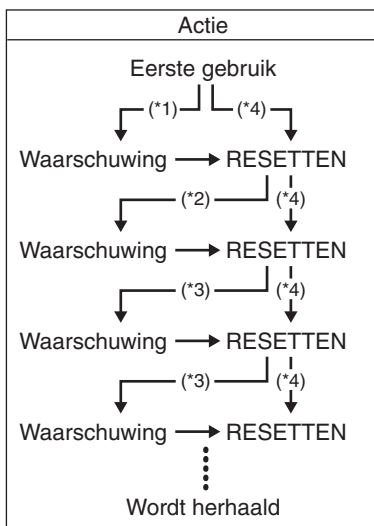 Actie
Eerste gebruik
(*1) (*4)
Waarschuwing RESETTEN
(*2) (*4)
Waarschuwing RESETTEN
(*3) (*4)
Waarschuwing RESETTEN
(*3) (*4)
Waarschuwing RESETTEN
Wordt herhaald